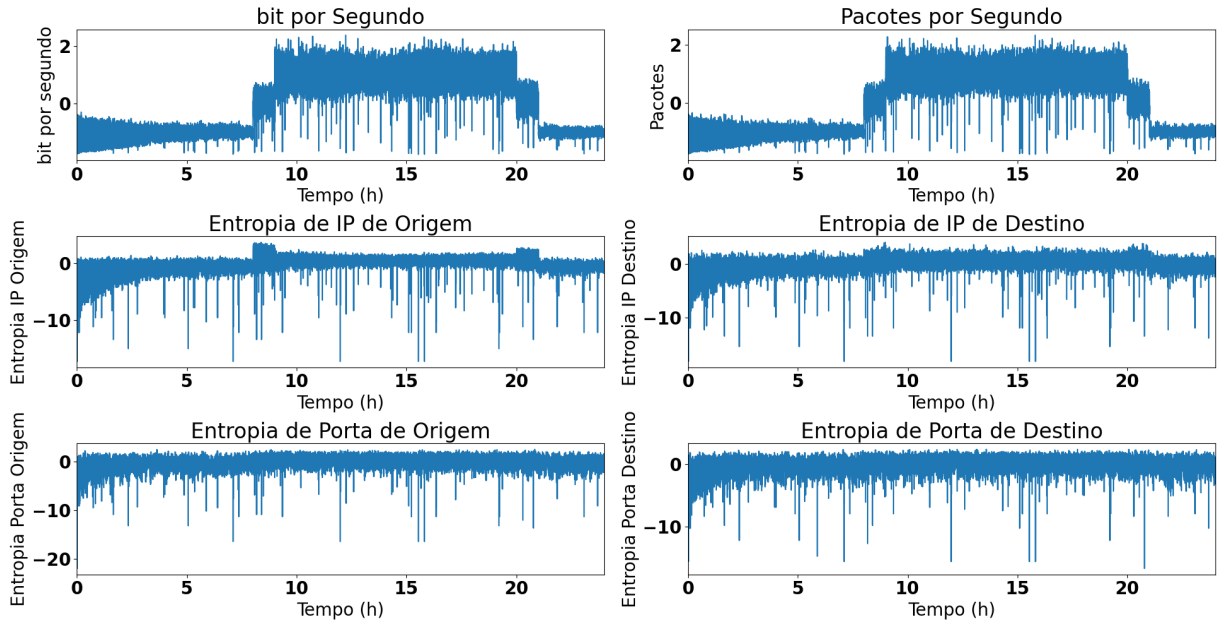 bit por Segundo
bit por segundo
2
0
0
5
10
15
20
Tempo (h)
Pacotes por Segundo
Pacotes
2
0
0
5
10
15
20
Tempo (h)
Entropia de IP de Origem
Entropia IP Origem
0
−10
0
5
10
15
20
Tempo (h)
Entropia de IP de Destino
Entropia IP Destino
0
−10
0
5
10
15
20
Tempo (h)
Entropia de Porta de Origem
Entropia Porta Origem
0
−10
−20
0
5
10
15
20
Tempo (h)
Entropia de Porta de Destino
Entropia Porta Destino
0
−10
0
5
10
15
20
Tempo (h)